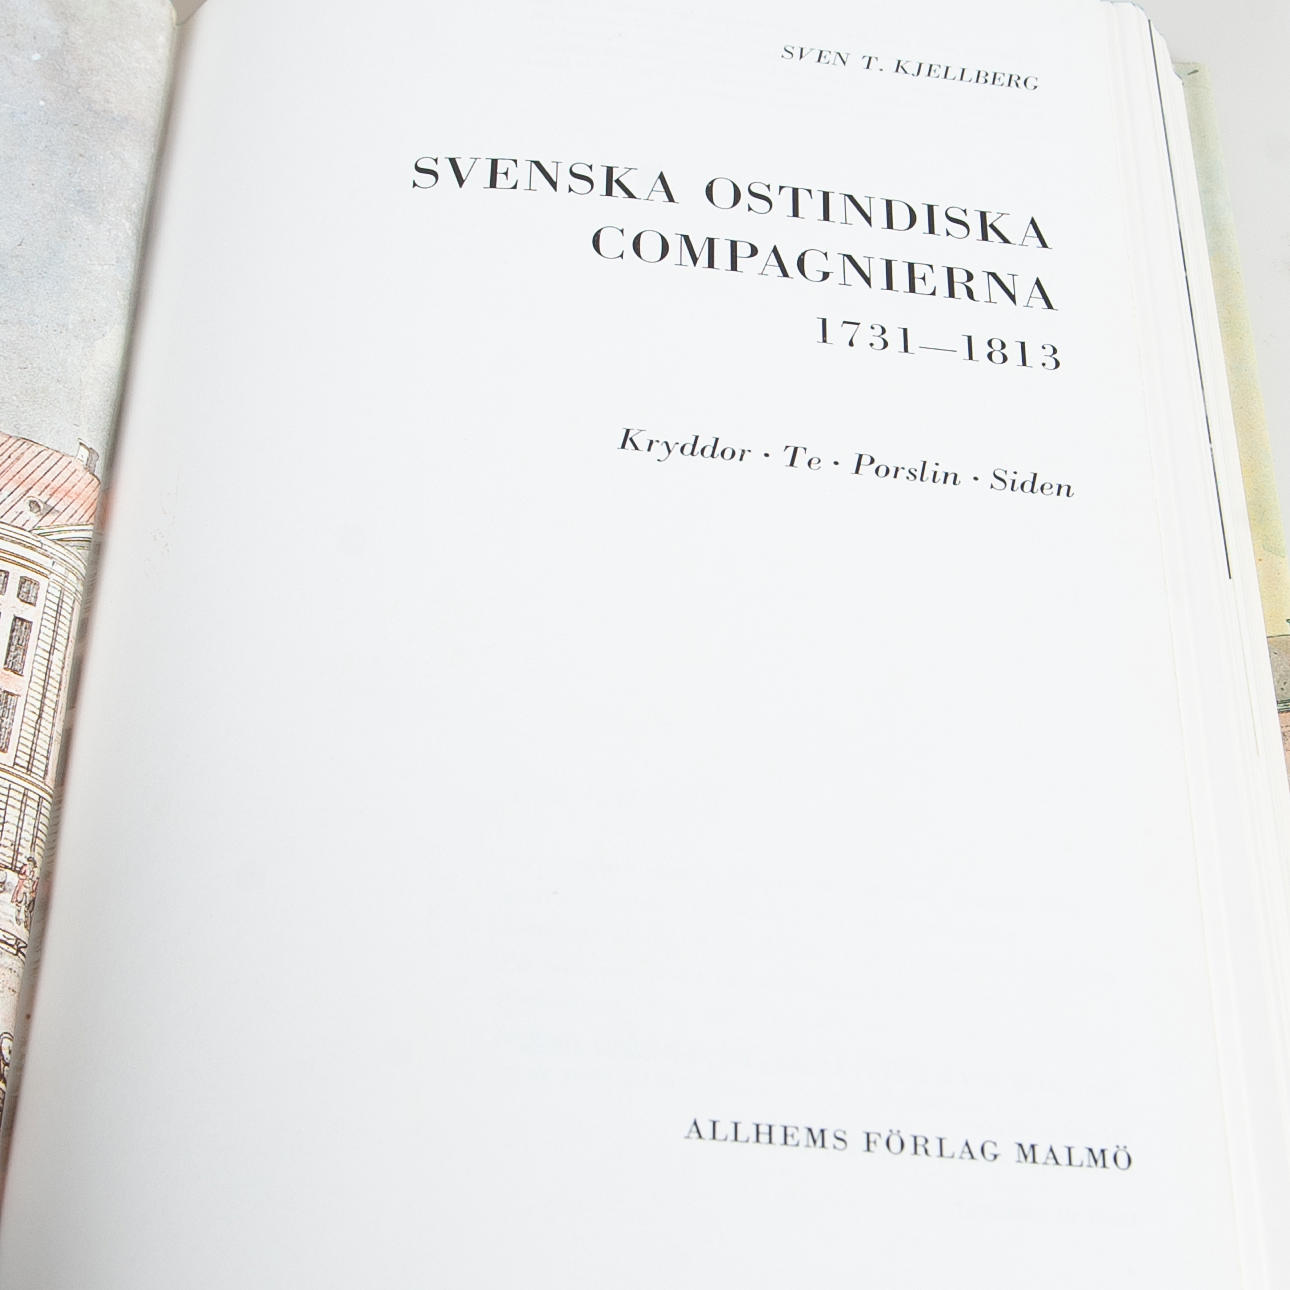 SVEN T. KJELLBERG
SVENSKA OSTINDISKA
COMPAGNIERNA
1731—1813
Kryddor · Te · Porslin · Siden
ALLHEMS FÖRLAG MALMÖ